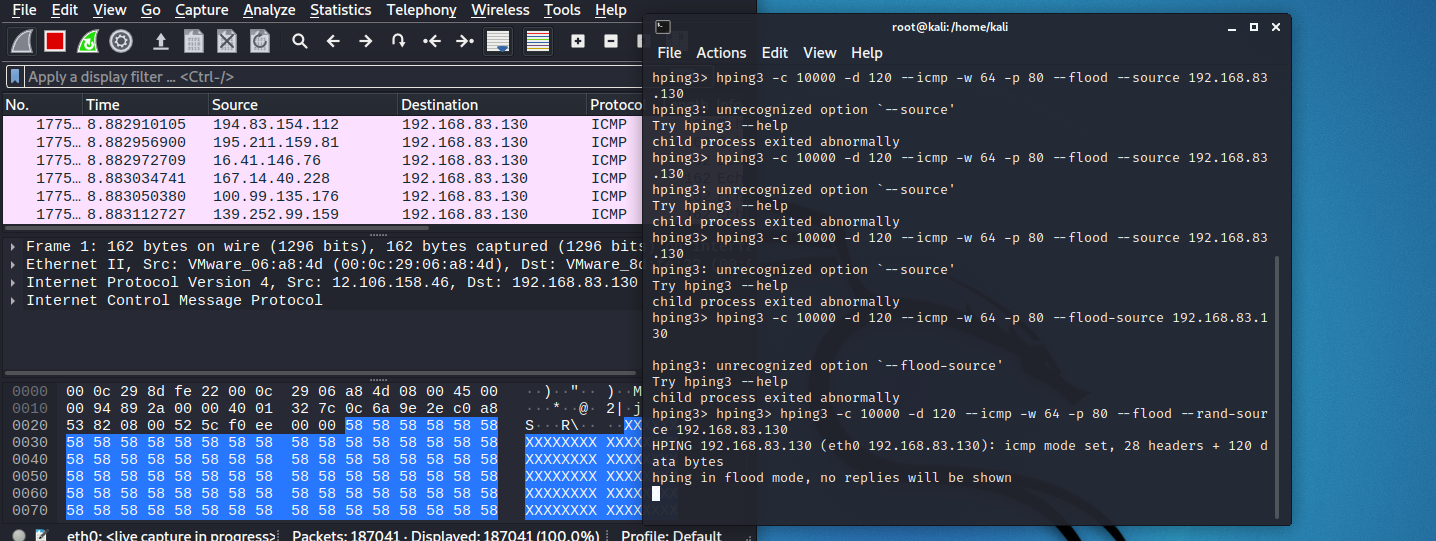 File Edit View Go Capture Analyze Statistics Telephony Wireless Tools Help
Apply a display filter … <Ctrl-/>
No. Time Source Destination Protoco
1775… 8.882910105 194.83.154.112 192.168.83.130 ICMP
1775… 8.882956900 195.211.159.81 192.168.83.130 ICMP
1775… 8.882972709 16.41.146.76 192.168.83.130 ICMP
1775… 8.883034741 167.14.40.228 192.168.83.130 ICMP
1775… 8.883050380 100.99.135.176 192.168.83.130 ICMP
1775… 8.883112727 139.252.99.159 192.168.83.130 ICMP
Frame 1: 162 bytes on wire (1296 bits), 162 bytes captured (1296 bits
Ethernet II, Src: VMware_06:a8:4d (00:0c:29:06:a8:4d), Dst: VMware_8
Internet Protocol Version 4, Src: 12.106.158.46, Dst: 192.168.83.130
Internet Control Message Protocol
0000 00 0c 29 8d fe 22 00 0c 29 06 a8 4d 08 00 45 00 ··)··"·· )··M
0010 00 94 89 2a 00 00 40 01 32 7c 0c 6a 9e 2e c0 a8 ···*··@· 2|·j
0020 53 82 08 00 52 5c f0 ee 00 00 58 58 58 58 58 58 S···R\·· ··XX
0030 58 58 58 58 58 58 58 58 58 58 58 58 58 58 58 58 XXXXXXXX XXXX
0040 58 58 58 58 58 58 58 58 58 58 58 58 58 58 58 58 XXXXXXXX XXXX
0050 58 58 58 58 58 58 58 58 58 58 58 58 58 58 58 58 XXXXXXXX XXXX
0060 58 58 58 58 58 58 58 58 58 58 58 58 58 58 58 58 XXXXXXXX XXXX
0070 58 58 58 58 58 58 58 58 58 58 58 58 58 58 58 58 XXXXXXXX XXXX
eth0: <live capture in progress> Packets: 187041 · Displayed: 187041 (100.0%) Profile: Default
root@kali: /home/kali
File Actions Edit View Help
hping3> hping3 -c 10000 -d 120 --icmp -w 64 -p 80 --flood --source 192.168.83
.130
hping3: unrecognized option `--source'
Try hping3 --help
child process exited abnormally
hping3> hping3 -c 10000 -d 120 --icmp -w 64 -p 80 --flood --source 192.168.83
.130
hping3: unrecognized option `--source'
Try hping3 --help
child process exited abnormally
hping3> hping3 -c 10000 -d 120 --icmp -w 64 -p 80 --flood --source 192.168.83
.130
hping3: unrecognized option `--source'
Try hping3 --help
child process exited abnormally
hping3> hping3 -c 10000 -d 120 --icmp -w 64 -p 80 --flood-source 192.168.83.1
30
hping3: unrecognized option `--flood-source'
Try hping3 --help
child process exited abnormally
hping3> hping3> hping3 -c 10000 -d 120 --icmp -w 64 -p 80 --flood --rand-sour
ce 192.168.83.130
HPING 192.168.83.130 (eth0 192.168.83.130): icmp mode set, 28 headers + 120 d
ata bytes
hping in flood mode, no replies will be shown